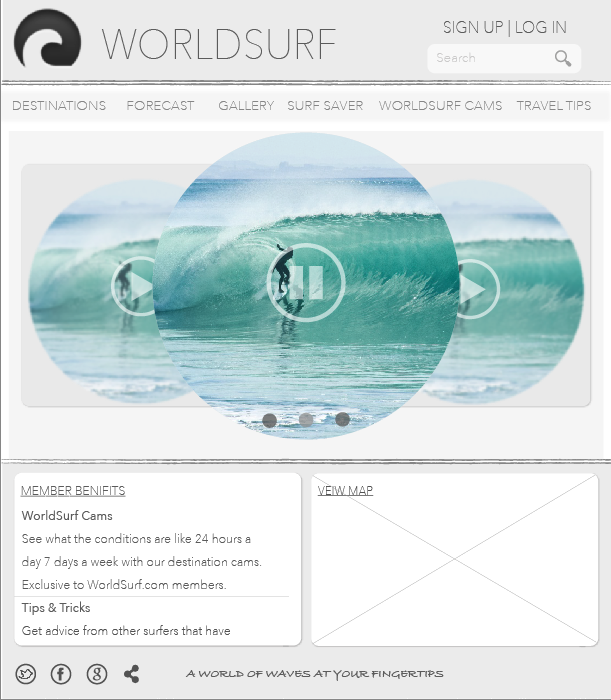 WORLDSURF
SIGN UP | LOG IN
Search
DESTINATIONS FORECAST GALLERY SURF SAVER WORLDSURF CAMS TRAVEL TIPS
MEMBER BENIFITS
WorldSurf Cams
See what the conditions are like 24 hours a
day 7 days a week with our destination cams.
Exclusive to WorldSurf.com members.
Tips & Tricks
Get advice from other surfers that have
VEIW MAP
A WORLD OF WAVES AT YOUR FINGERTIPS